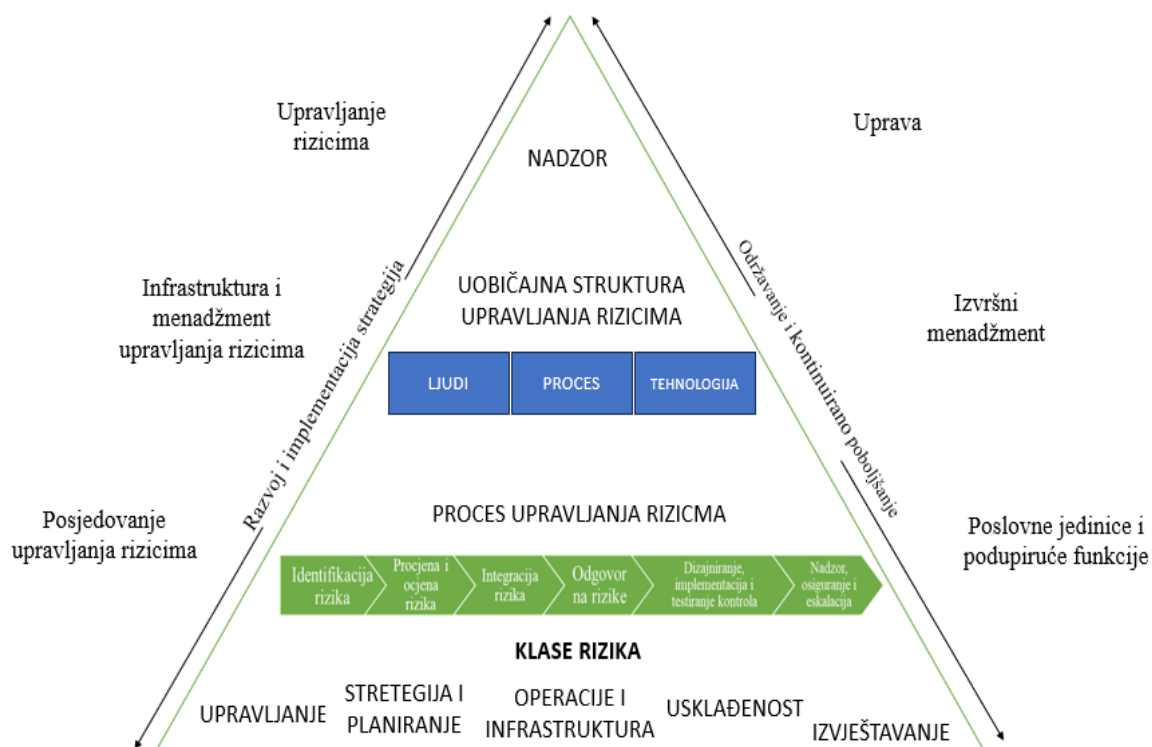 Upravljanje
rizicima
Uprava
NADZOR
Infrastruktura i
menadžment
upravljanja rizicima
Razvoj i implementacija strategija
UOBIČAJNA STRUKTURA
UPRAVLJANJA RIZICIMA
LJUDI
PROCES
TEHNOLOGIJA
Održavanje i kontinuirano poboljšanje
Izvršni
menadžment
Posjedovanje
upravljanja rizicima
PROCES UPRAVLJANJA RIZICMA
Poslovne jedinice i
podupiruće funkcije
Identifikacija
rizika
Procjena i
ocjena
rizika
Integracija
rizika
Odgovor
na rizike
Dizajniranje,
implementacija i
testiranje kontrola
Nadzor,
osiguranje i
eskalacija
KLASE RIZIKA
UPRAVLJANJE
STRETEGIJA I
PLANIRANJE
OPERACIJE I
INFRASTRUKTURA
USKLAĐENOST
IZVJEŠTAVANJE